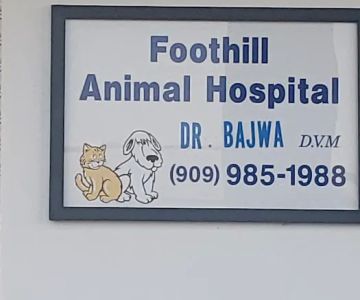 Foothill
Animal Hospital
DR. BAJWA D.V.M
(909) 985-1988